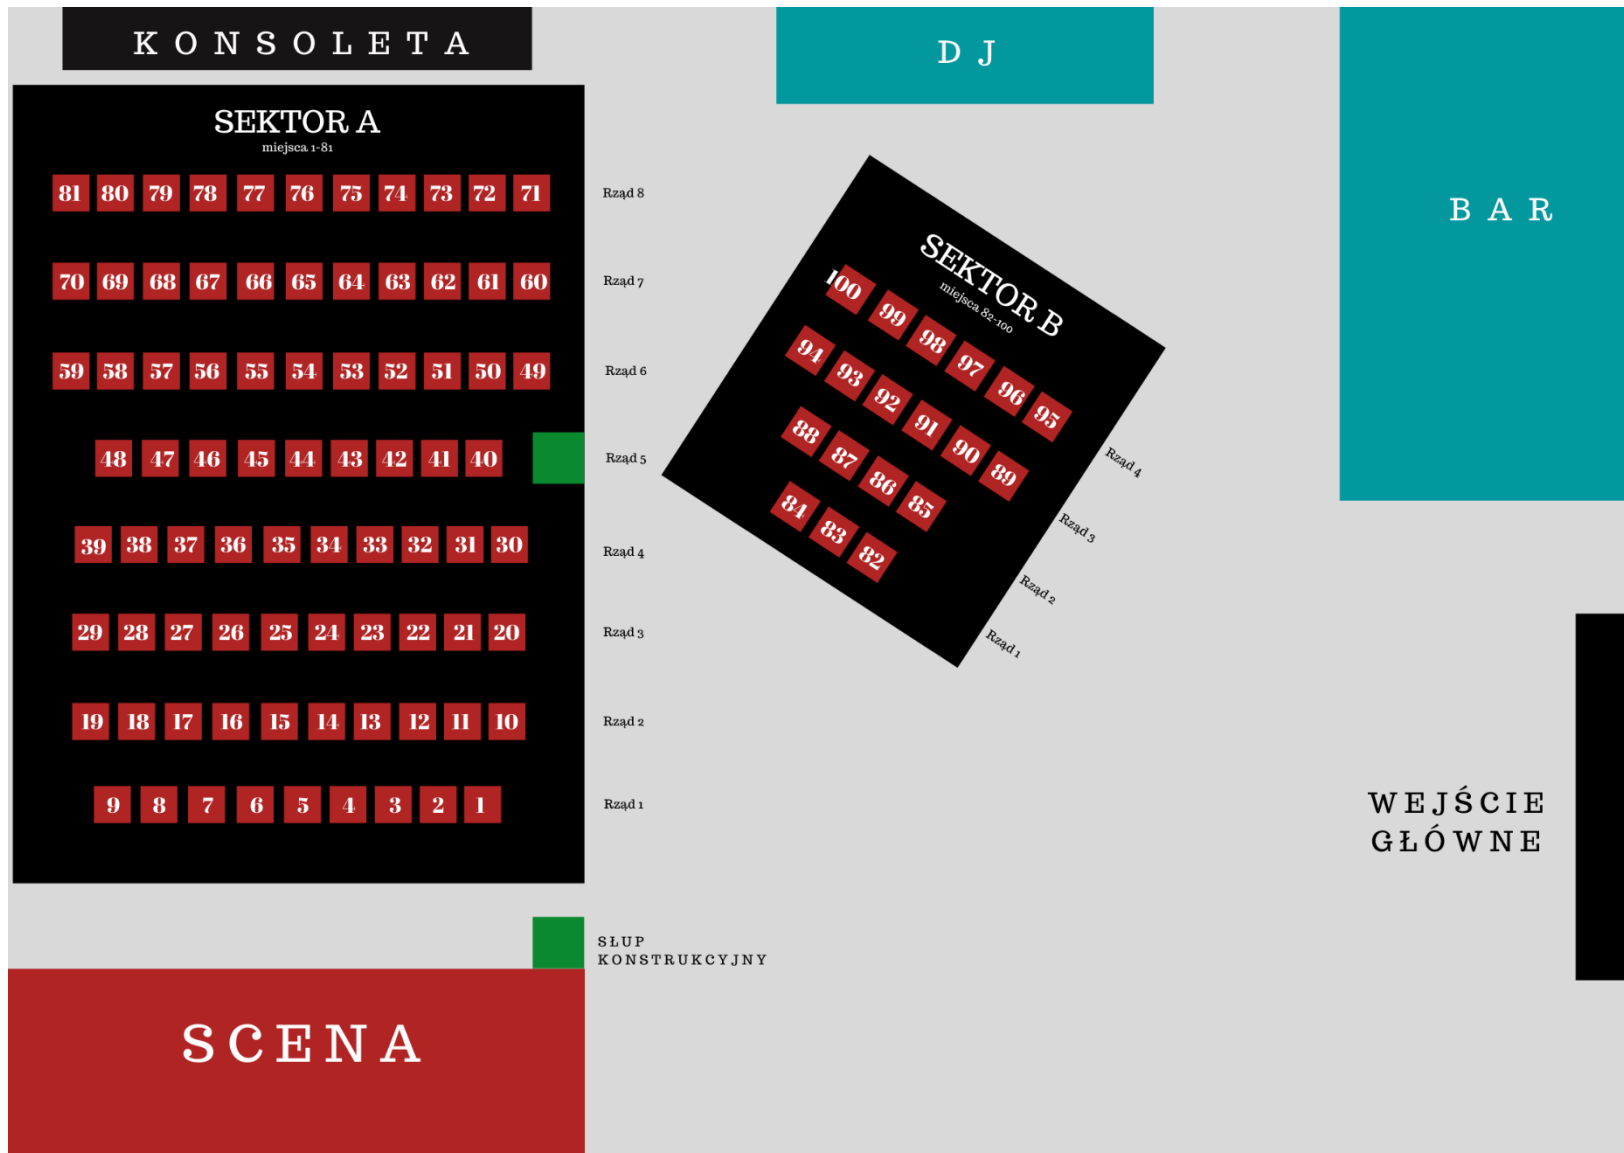 KONSOLETA
DJ
BAR
SEKTOR A
miejsca 1-81
81 80 79 78 77 76 75 74 73 72 71 Rząd 8
70 69 68 67 66 65 64 63 62 61 60 Rząd 7
59 58 57 56 55 54 53 52 51 50 49 Rząd 6
48 47 46 45 44 43 42 41 40 Rząd 5
39 38 37 36 35 34 33 32 31 30 Rząd 4
29 28 27 26 25 24 23 22 21 20 Rząd 3
19 18 17 16 15 14 13 12 11 10 Rząd 2
9 8 7 6 5 4 3 2 1 Rząd 1
SEKTOR B
miejsca 82-100
100 99 98 97 96 95 Rząd 4
94 93 92 91 90 89 Rząd 3
88 87 86 85 Rząd 2
84 83 82 Rząd 1
WEJŚCIE
GŁÓWNE
SŁUP
KONSTRUKCYJNY
SCENA